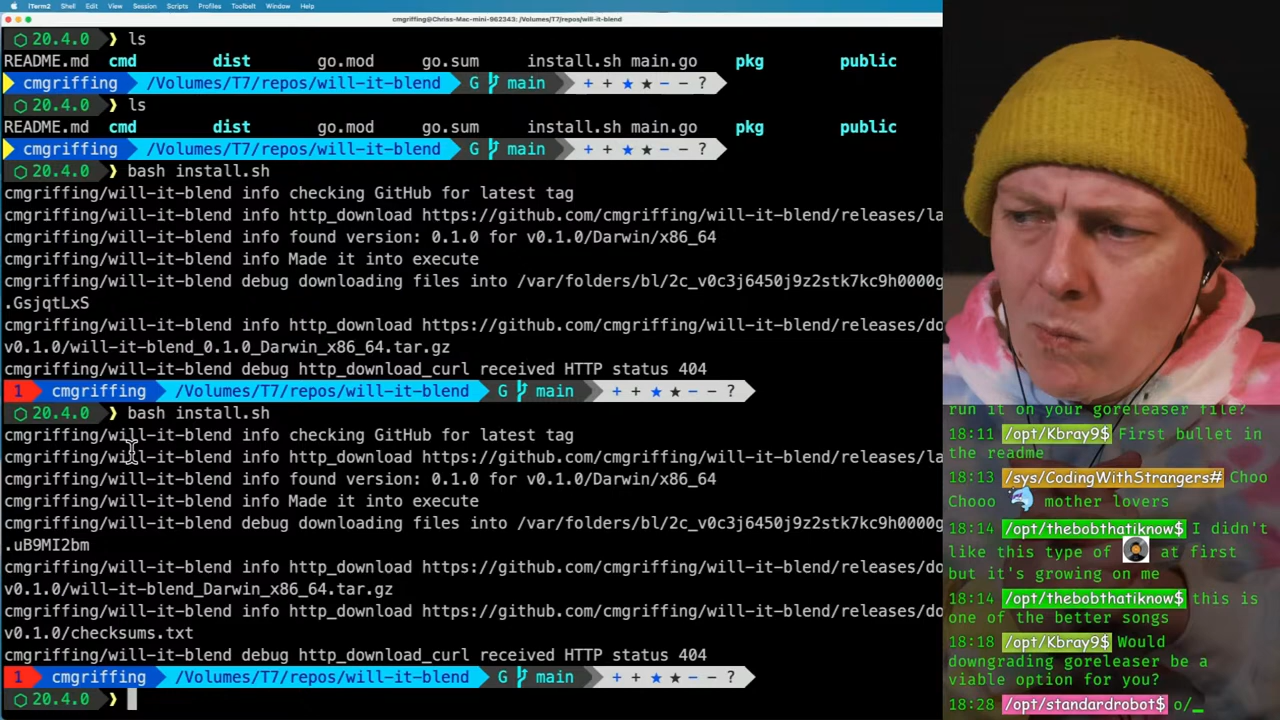 iTerm2 Shell Edit View Session Scripts Profiles Toolbelt Window Help
cmgriffing@Chriss-Mac-mini-962343: /Volumes/T7/repos/will-it-blend
20.4.0 ❯ ls
README.md cmd dist go.mod go.sum install.sh main.go pkg public
cmgriffing /Volumes/T7/repos/will-it-blend G main + + ★ ★ − − ?
20.4.0 ❯ ls
README.md cmd dist go.mod go.sum install.sh main.go pkg public
cmgriffing /Volumes/T7/repos/will-it-blend G main + + ★ ★ − − ?
20.4.0 ❯ bash install.sh
cmgriffing/will-it-blend info checking GitHub for latest tag
cmgriffing/will-it-blend info http_download https://github.com/cmgriffing/will-it-blend/releases/la
cmgriffing/will-it-blend info found version: 0.1.0 for v0.1.0/Darwin/x86_64
cmgriffing/will-it-blend info Made it into execute
cmgriffing/will-it-blend debug downloading files into /var/folders/bl/2c_v0c3j6450j9z2stk7kc9h0000g
.GsjqtLxS
cmgriffing/will-it-blend info http_download https://github.com/cmgriffing/will-it-blend/releases/do
v0.1.0/will-it-blend_0.1.0_Darwin_x86_64.tar.gz
cmgriffing/will-it-blend debug http_download_curl received HTTP status 404
1 cmgriffing /Volumes/T7/repos/will-it-blend G main + + ★ ★ − − ?
20.4.0 ❯ bash install.sh
cmgriffing/will-it-blend info checking GitHub for latest tag
cmgriffing/will-it-blend info http_download https://github.com/cmgriffing/will-it-blend/releases/la
cmgriffing/will-it-blend info found version: 0.1.0 for v0.1.0/Darwin/x86_64
cmgriffing/will-it-blend info Made it into execute
cmgriffing/will-it-blend debug downloading files into /var/folders/bl/2c_v0c3j6450j9z2stk7kc9h0000g
.uB9MI2bm
cmgriffing/will-it-blend info http_download https://github.com/cmgriffing/will-it-blend/releases/do
v0.1.0/will-it-blend_Darwin_x86_64.tar.gz
cmgriffing/will-it-blend info http_download https://github.com/cmgriffing/will-it-blend/releases/do
v0.1.0/checksums.txt
cmgriffing/will-it-blend debug http_download_curl received HTTP status 404
1 cmgriffing /Volumes/T7/repos/will-it-blend G main + + ★ ★ − − ?
20.4.0 ❯
run it on your goreleaser file?
18:11 /opt/Kbray9$ First bullet in
the readme
18:13 /sys/CodingWithStrangers# Choo
Chooo mother lovers
18:14 /opt/thebobthatiknow$ I didn't
like this type of at first
but it's growing on me
18:14 /opt/thebobthatiknow$ this is
one of the better songs
18:18 /opt/Kbray9$ Would
downgrading goreleaser be a
viable option for you?
18:28 /opt/standardrobot$ o/_